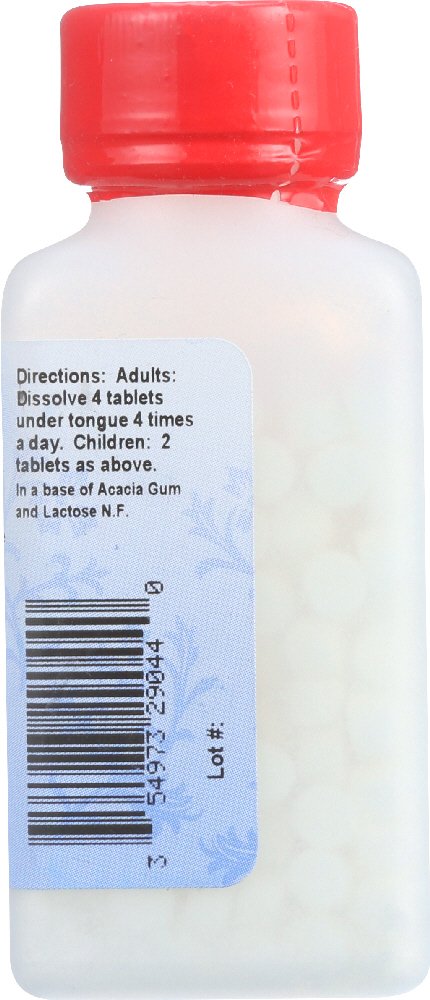 Directions: Adults:
Dissolve 4 tablets
under tongue 4 times
a day. Children: 2
tablets as above.
In a base of Acacia Gum
and Lactose N.F.
3 54973 29044 0
Lot #: